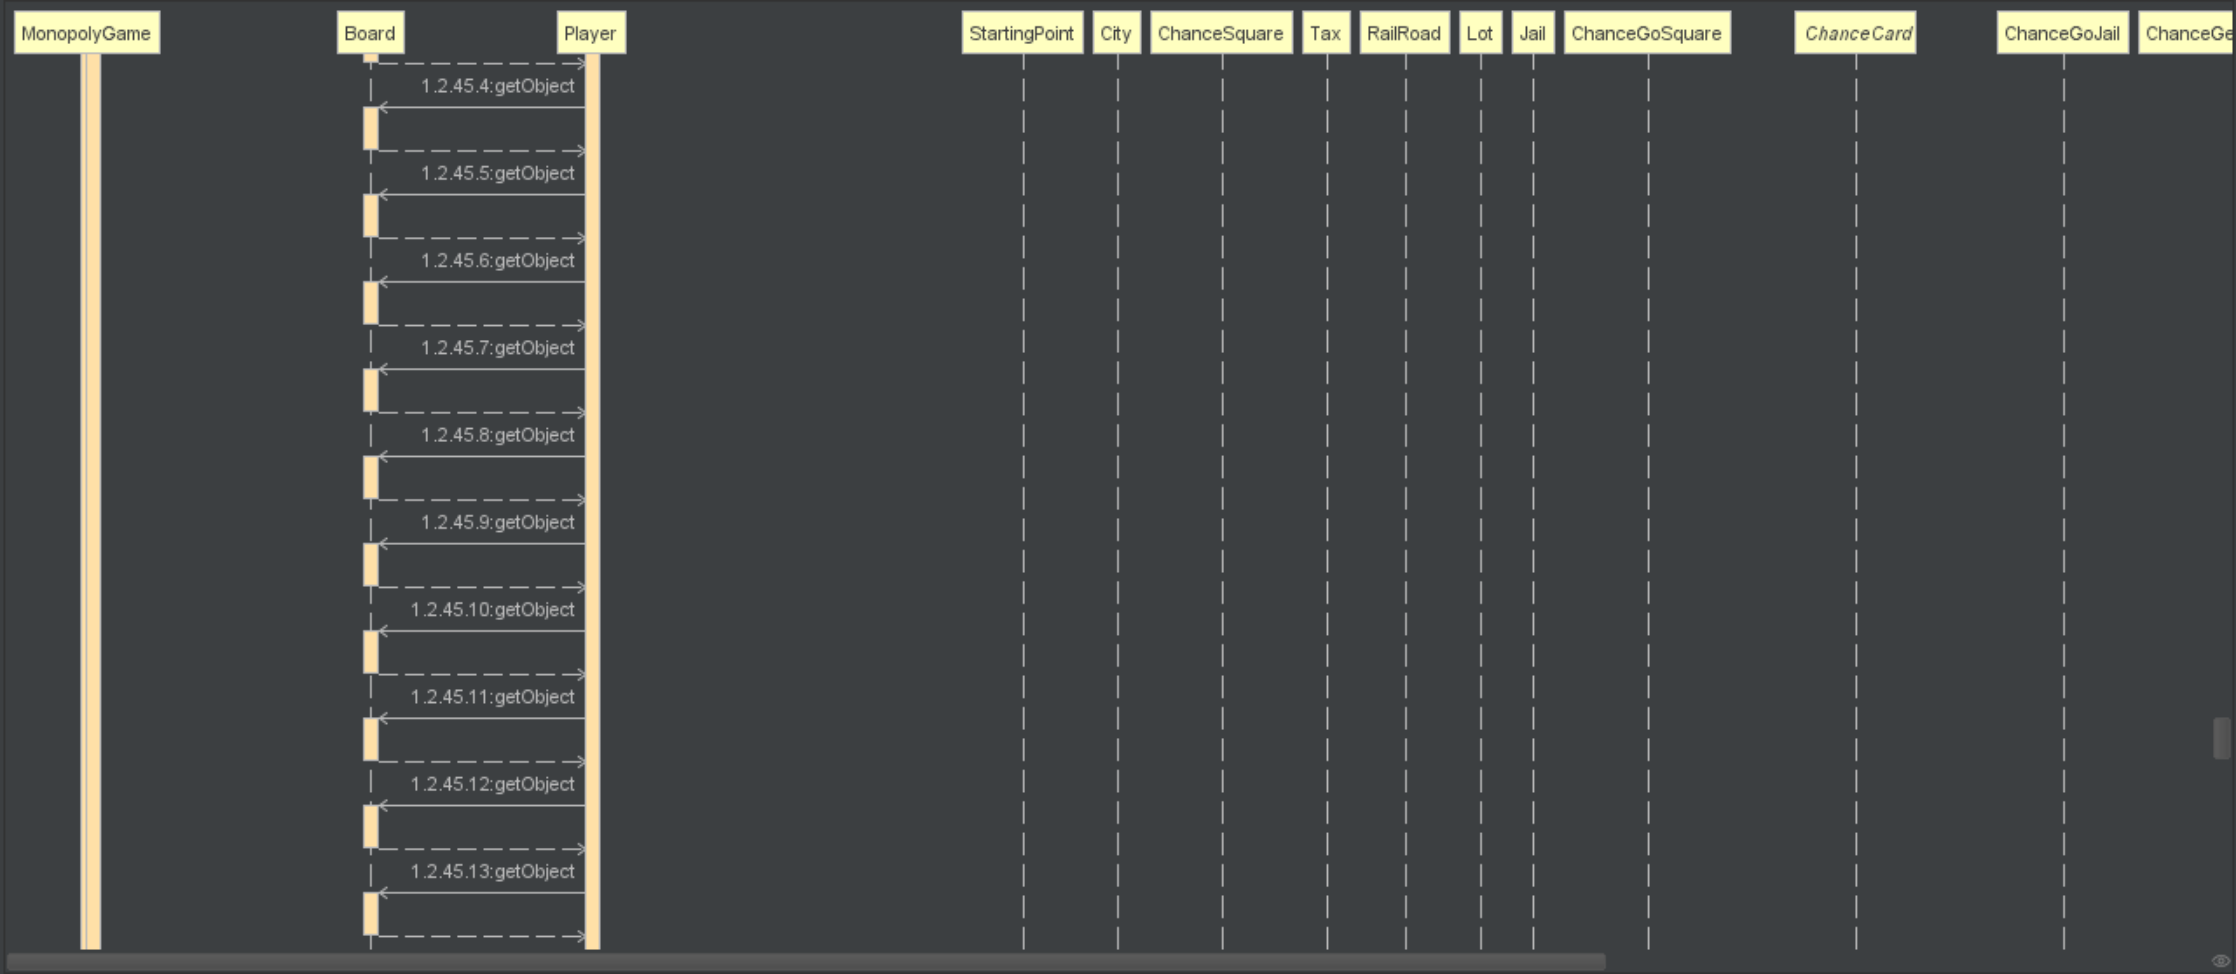 MonopolyGame Board Player StartingPoint City ChanceSquare Tax RailRoad Lot Jail ChanceGoSquare ChanceCard ChanceGoJail ChanceGe
1.2.45.4:getObject
1.2.45.5:getObject
1.2.45.6:getObject
1.2.45.7:getObject
1.2.45.8:getObject
1.2.45.9:getObject
1.2.45.10:getObject
1.2.45.11:getObject
1.2.45.12:getObject
1.2.45.13:getObject